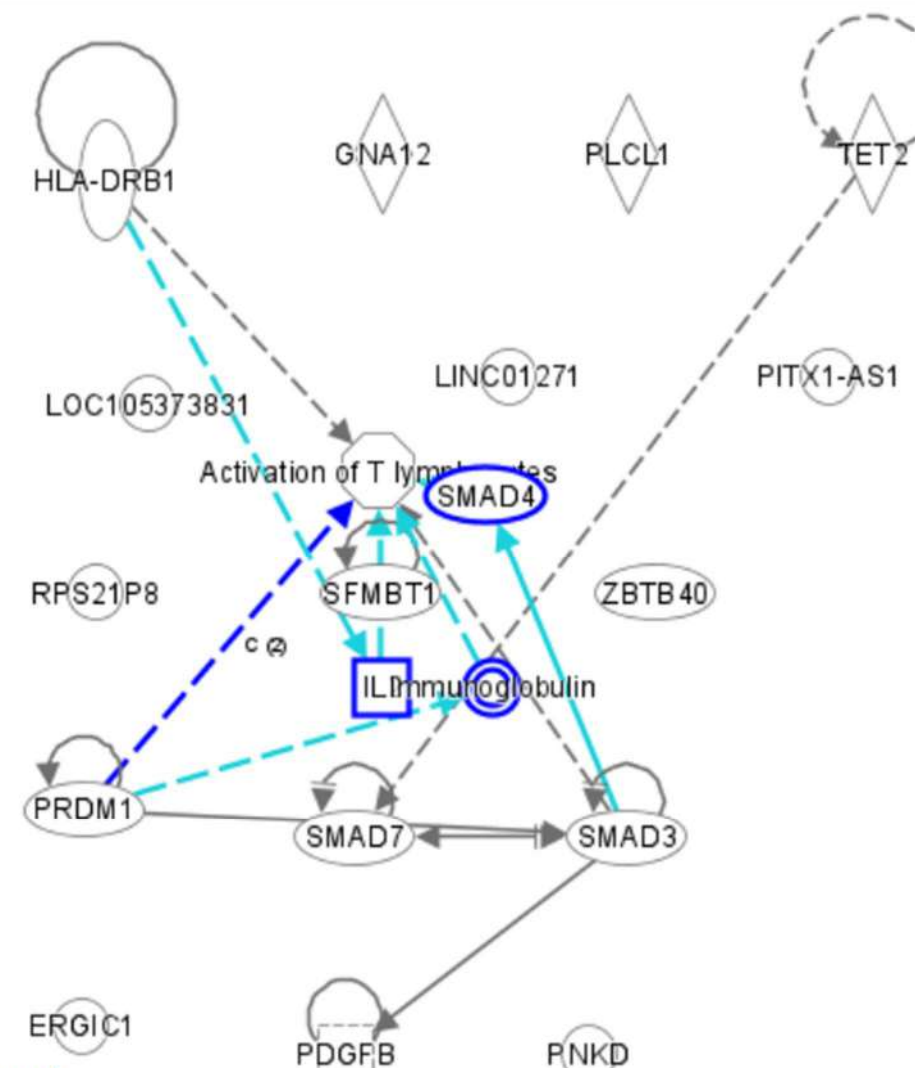 HLA-DRB1
GNA12
PLCL1
TET2
LINC01271
PITX1-AS1
LOC105373831
Activation of T lymphocytes
SMAD4
RPS21P8
SFMBT1
ZBTB40
C (2)
Immunoglobulin
PRDM1
SMAD7
SMAD3
ERGIC1
PDGFB
PNKD